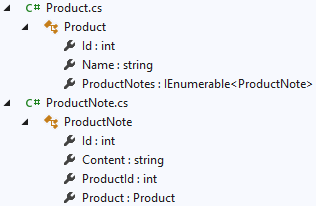 C# Product.cs
Product
Id : int
Name : string
ProductNotes : IEnumerable<ProductNote>
C# ProductNote.cs
ProductNote
Id : int
Content : string
ProductId : int
Product : Product